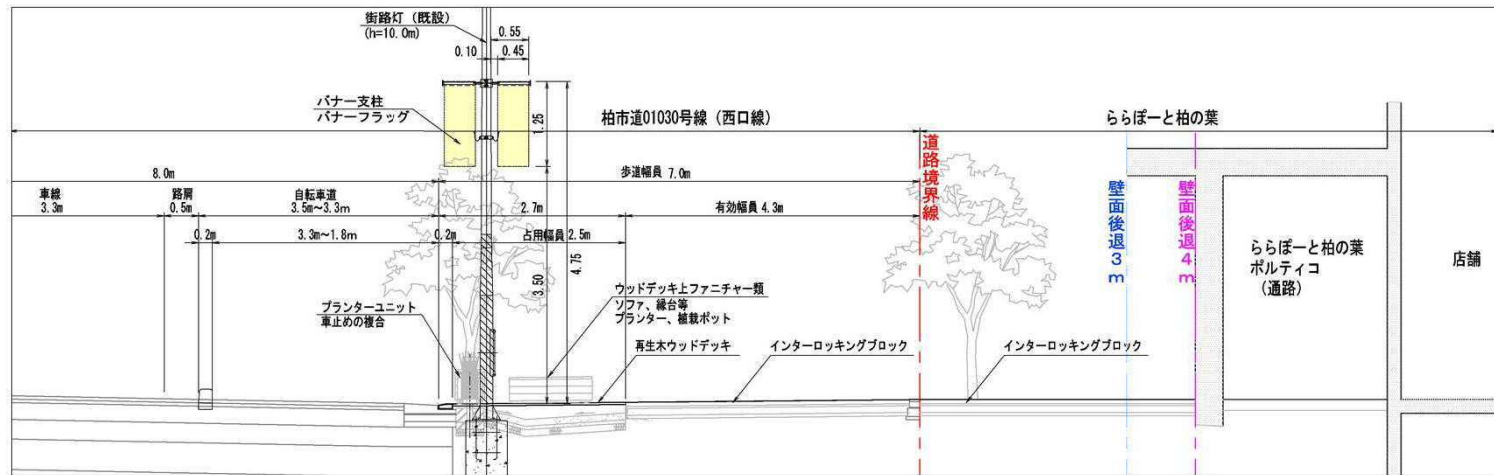 街路灯（既設）
(h=10.0m)
0.55
0.10
0.45
バナー支柱
バナーフラッグ
1.25
柏市道01030号線（西口線）
ららぽーと柏の葉
道路境界線
8.0m
歩道幅員 7.0m
車線
3.3m
路肩
0.5m
自転車道
3.5m～3.3m
2.7m
有効幅員 4.3m
0.2m
3.3m～1.8m
0.2m
占用幅員 2.5m
3.50
4.75
壁面後退3m
壁面後退4m
ららぽーと柏の葉
ポルティコ
（通路）
店舗
プランターユニット
車止めの複合
ウッドデッキ上ファニチャー類
ソファ、縁台等
プランター、植栽ポット
再生木ウッドデッキ
インターロッキングブロック
インターロッキングブロック